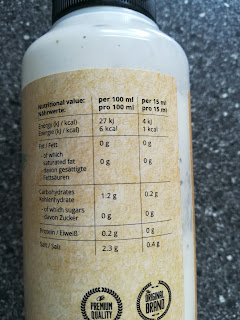 Nutritional value: per 100 ml per 15 ml
Nährwerte: pro 100 ml pro 15 ml
Energy (kJ / kcal) 27 kJ 4 kJ
Energie (kJ / kcal) 6 kcal 1 kcal
Fat / Fett 0 g 0 g
- of which
saturated fat 0 g 0 g
- davon gesättigte
Fettsäuren
Carbohydrates 1.2 g 0.2 g
Kohlenhydrate
- of which sugars 0 g 0 g
- davon Zucker
Protein / Eiweiß 0.2 g 0 g
Salt / Salz 2.3 g 0.4 g
PREMIUM
QUALITY
THE
ORIGINAL
BRAND